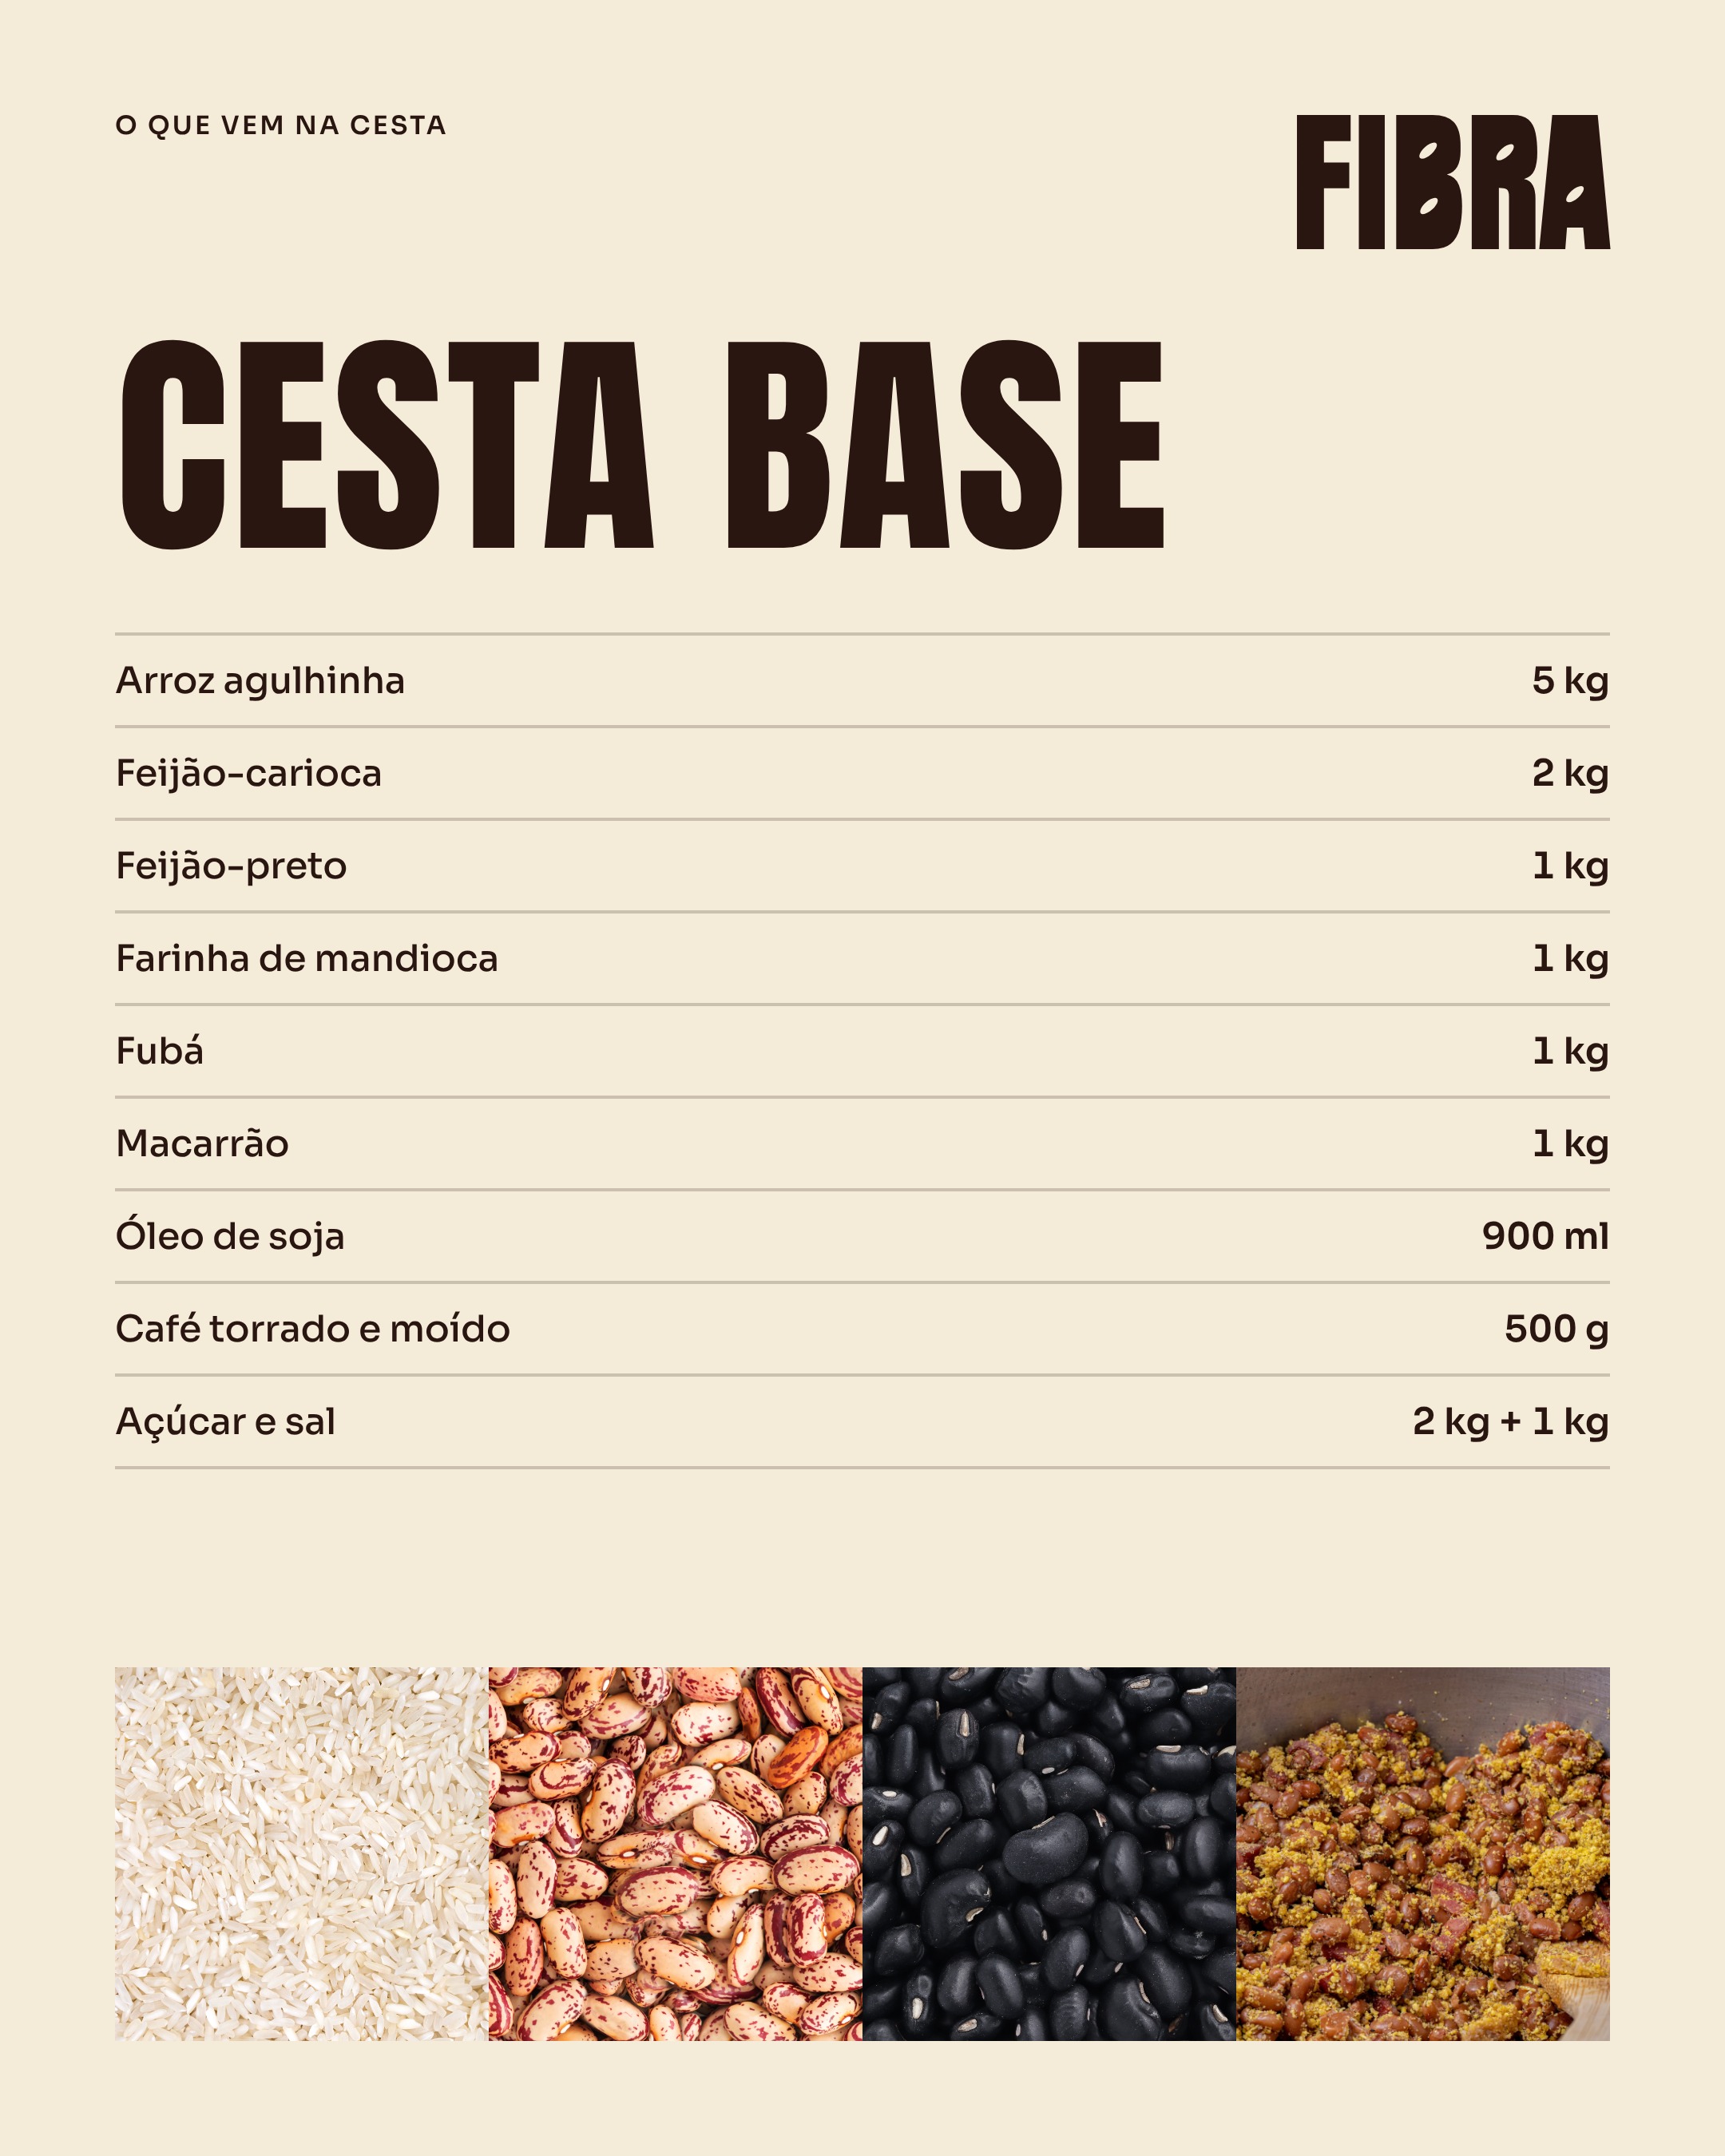 O QUE VEM NA CESTA
FIBRA
CESTA BASE
Arroz agulhinha 5 kg
Feijão-carioca 2 kg
Feijão-preto 1 kg
Farinha de mandioca 1 kg
Fubá 1 kg
Macarrão 1 kg
Óleo de soja 900 ml
Café torrado e moído 500 g
Açúcar e sal 2 kg + 1 kg